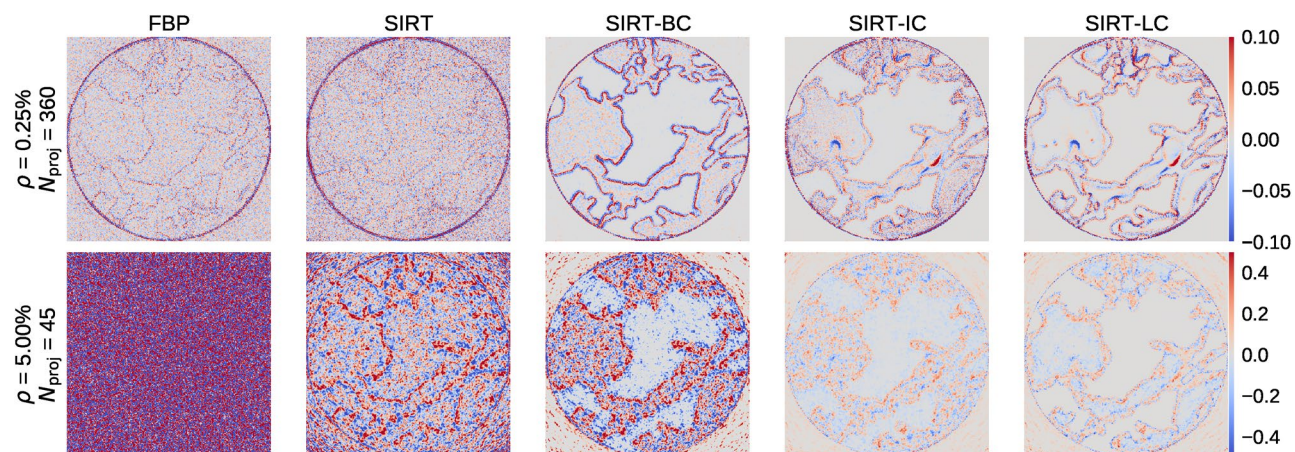 FBP SIRT SIRT-BC SIRT-IC SIRT-LC
ρ = 0.25%
N_proj = 360
0.10
0.05
0.00
−0.05
−0.10
ρ = 5.00%
N_proj = 45
0.4
0.2
0.0
−0.2
−0.4